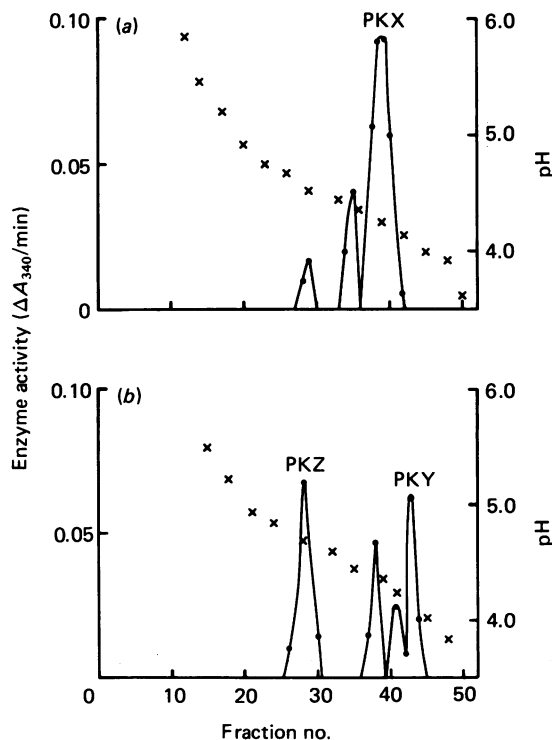 (a)
PKX
0.10
0.05
0
6.0
5.0
4.0
pH
Enzyme activity (ΔA340/min)
(b)
PKZ
PKY
0.10
0.05
6.0
5.0
4.0
pH
0 10 20 30 40 50
Fraction no.